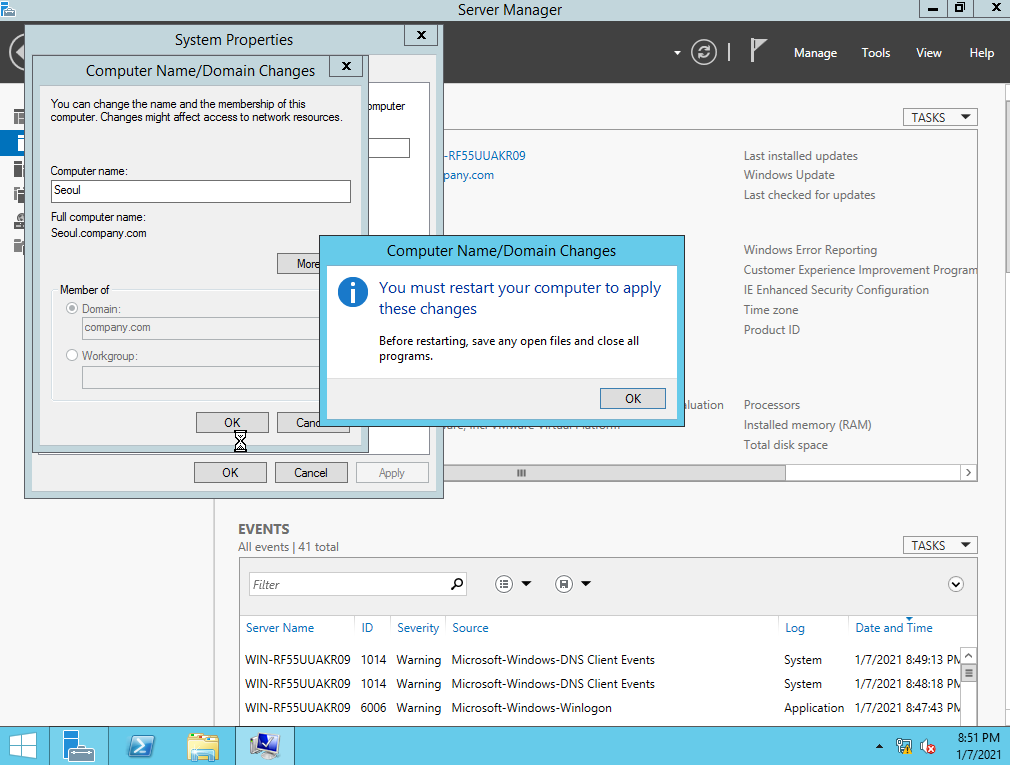 Server Manager
Manage Tools View Help
System Properties
Computer Name/Domain Changes
You can change the name and the membership of this
computer. Changes might affect access to network resources.
Computer name:
Seoul
Full computer name:
Seoul.company.com
Member of
Domain:
company.com
Workgroup:
OK
OK Cancel Apply
Computer Name/Domain Changes
You must restart your computer to apply
these changes
Before restarting, save any open files and close all
programs.
OK
TASKS
-RF55UUAKR09
Last installed updates
Windows Update
Last checked for updates
Windows Error Reporting
Customer Experience Improvement Program
IE Enhanced Security Configuration
Time zone
Product ID
Processors
Installed memory (RAM)
Total disk space
EVENTS
All events | 41 total
TASKS
Filter
Server Name ID Severity Source Log Date and Time
WIN-RF55UUAKR09 1014 Warning Microsoft-Windows-DNS Client Events System 1/7/2021 8:49:13 PM
WIN-RF55UUAKR09 1014 Warning Microsoft-Windows-DNS Client Events System 1/7/2021 8:48:18 PM
WIN-RF55UUAKR09 6006 Warning Microsoft-Windows-Winlogon Application 1/7/2021 8:47:43 PM
8:51 PM
1/7/2021